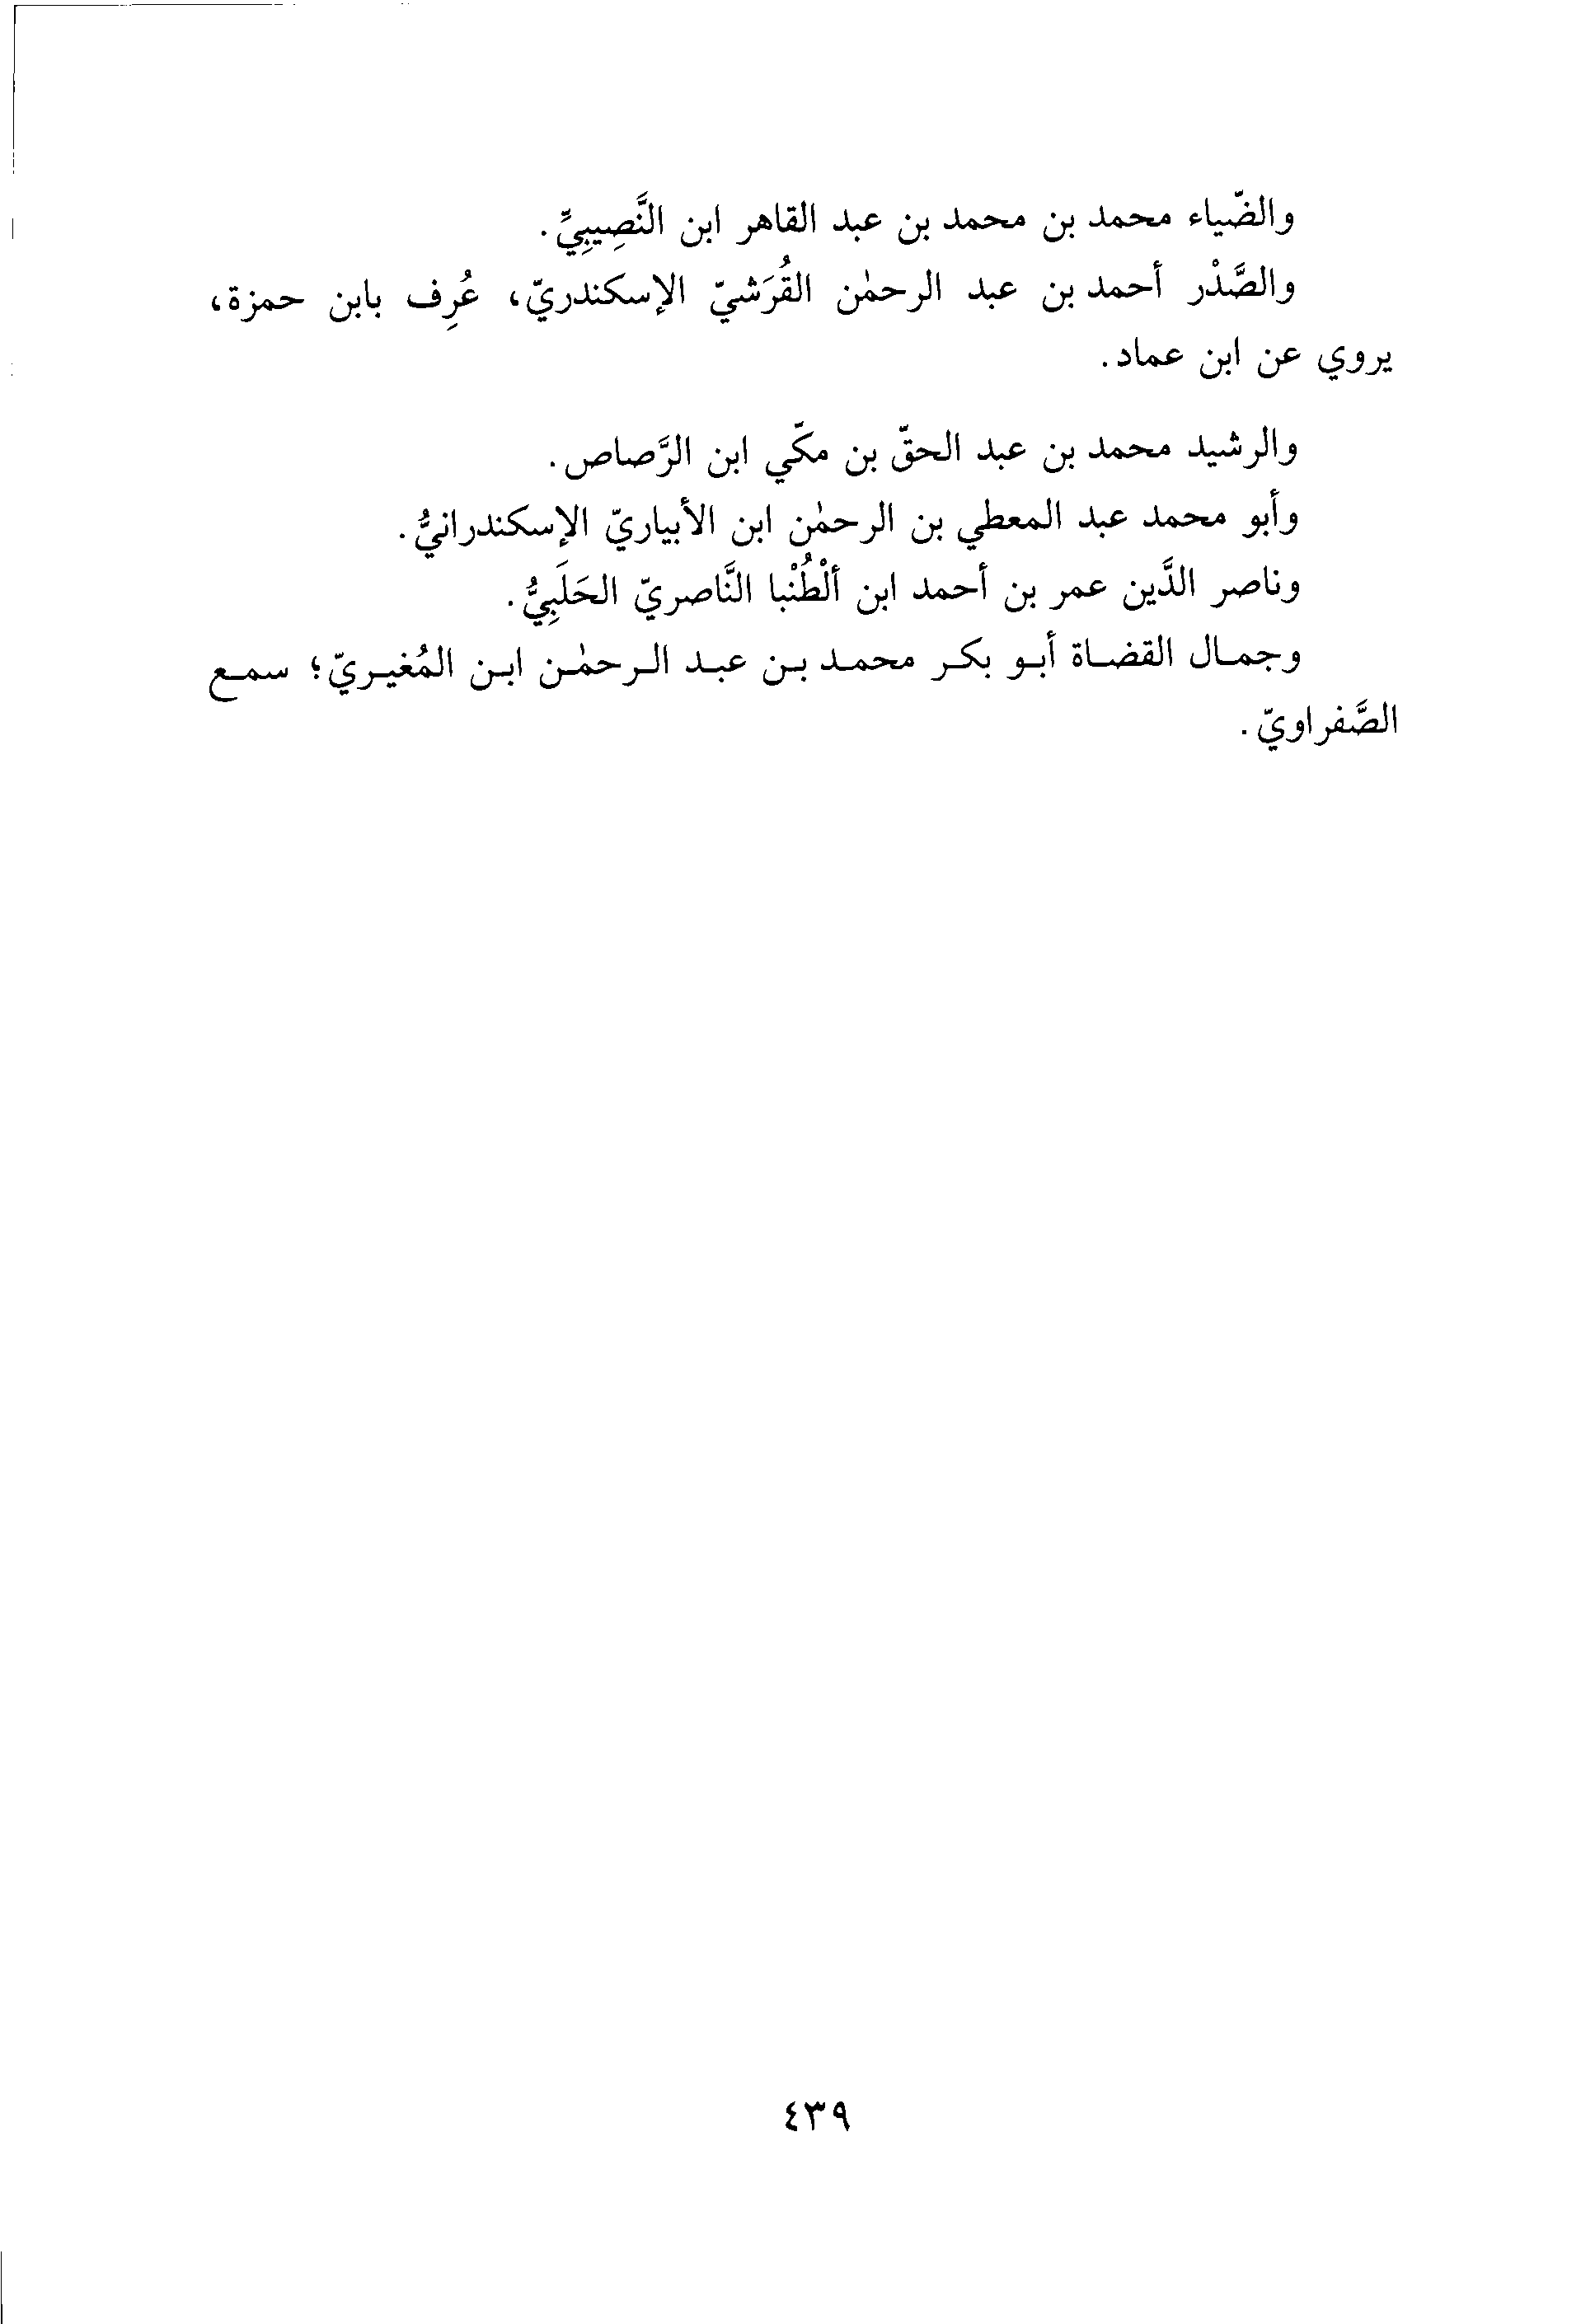 والضّياء محمد بن محمد بن عبد القاهر ابن النَّصِيبِيِّ.
والصَّدْر أحمد بن عبد الرحمٰن القُرَشيّ الإسكندريّ، عُرِف بابن حمزة،
يروي عن ابن عماد.
والرشيد محمد بن عبد الحقّ بن مكّي ابن الرَّصاص.
وأبو محمد عبد المعطي بن الرحمٰن ابن الأبياريّ الإسكندرانيُّ.
وناصر الدَّين عمر بن أحمد ابن ألْطُنْبا النَّاصريّ الحَلَبِيُّ.
وجمال القضاة أبو بكر محمد بن عبد الرحمٰن ابن المُغيريّ؛ سمع
الصَّفراويّ.
٤٣٩